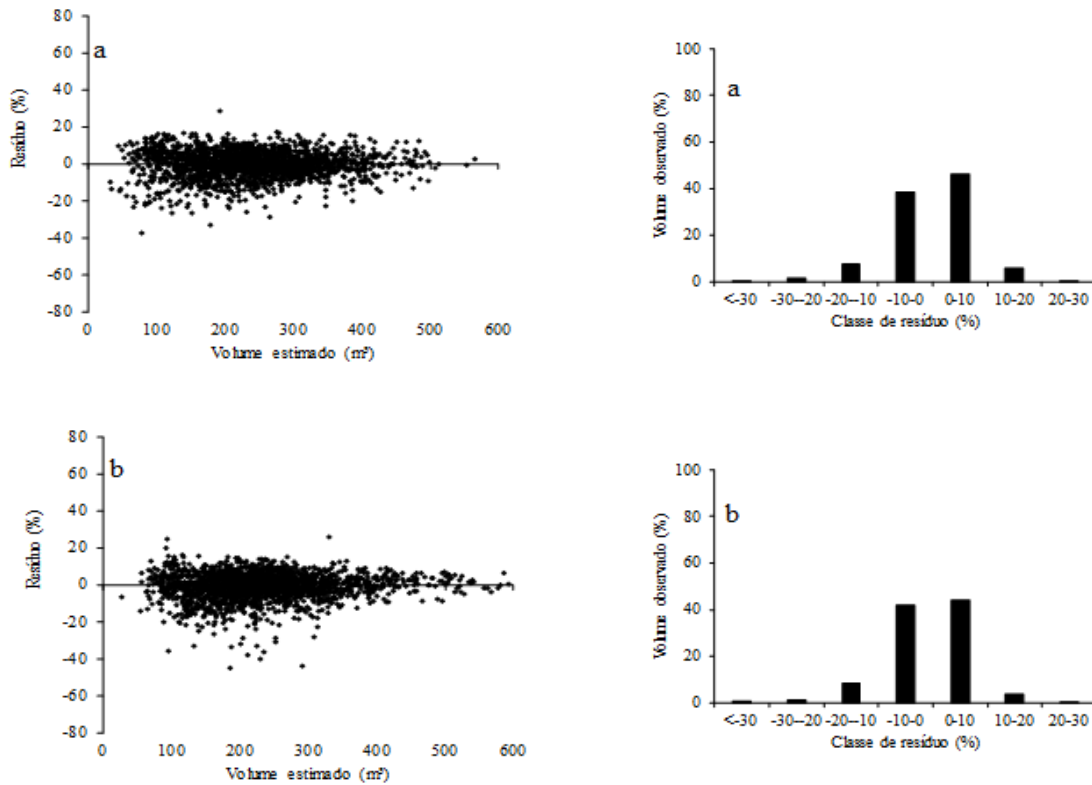 80
60
40
20
0
-20
-40
-60
-80
Resíduo (%)
a
0 100 200 300 400 500 600
Volume estimado (m³)
100
80
60
40
20
0
Volume observado (%)
a
<-30 -30--20 -20--10 -10-0 0-10 10-20 20-30
Classe de resíduo (%)
80
60
40
20
0
-20
-40
-60
-80
Resíduo (%)
b
0 100 200 300 400 500 600
Volume estimado (m³)
100
80
60
40
20
0
Volume observado (%)
b
<-30 -30--20 -20--10 -10-0 0-10 10-20 20-30
Classe de resíduo (%)